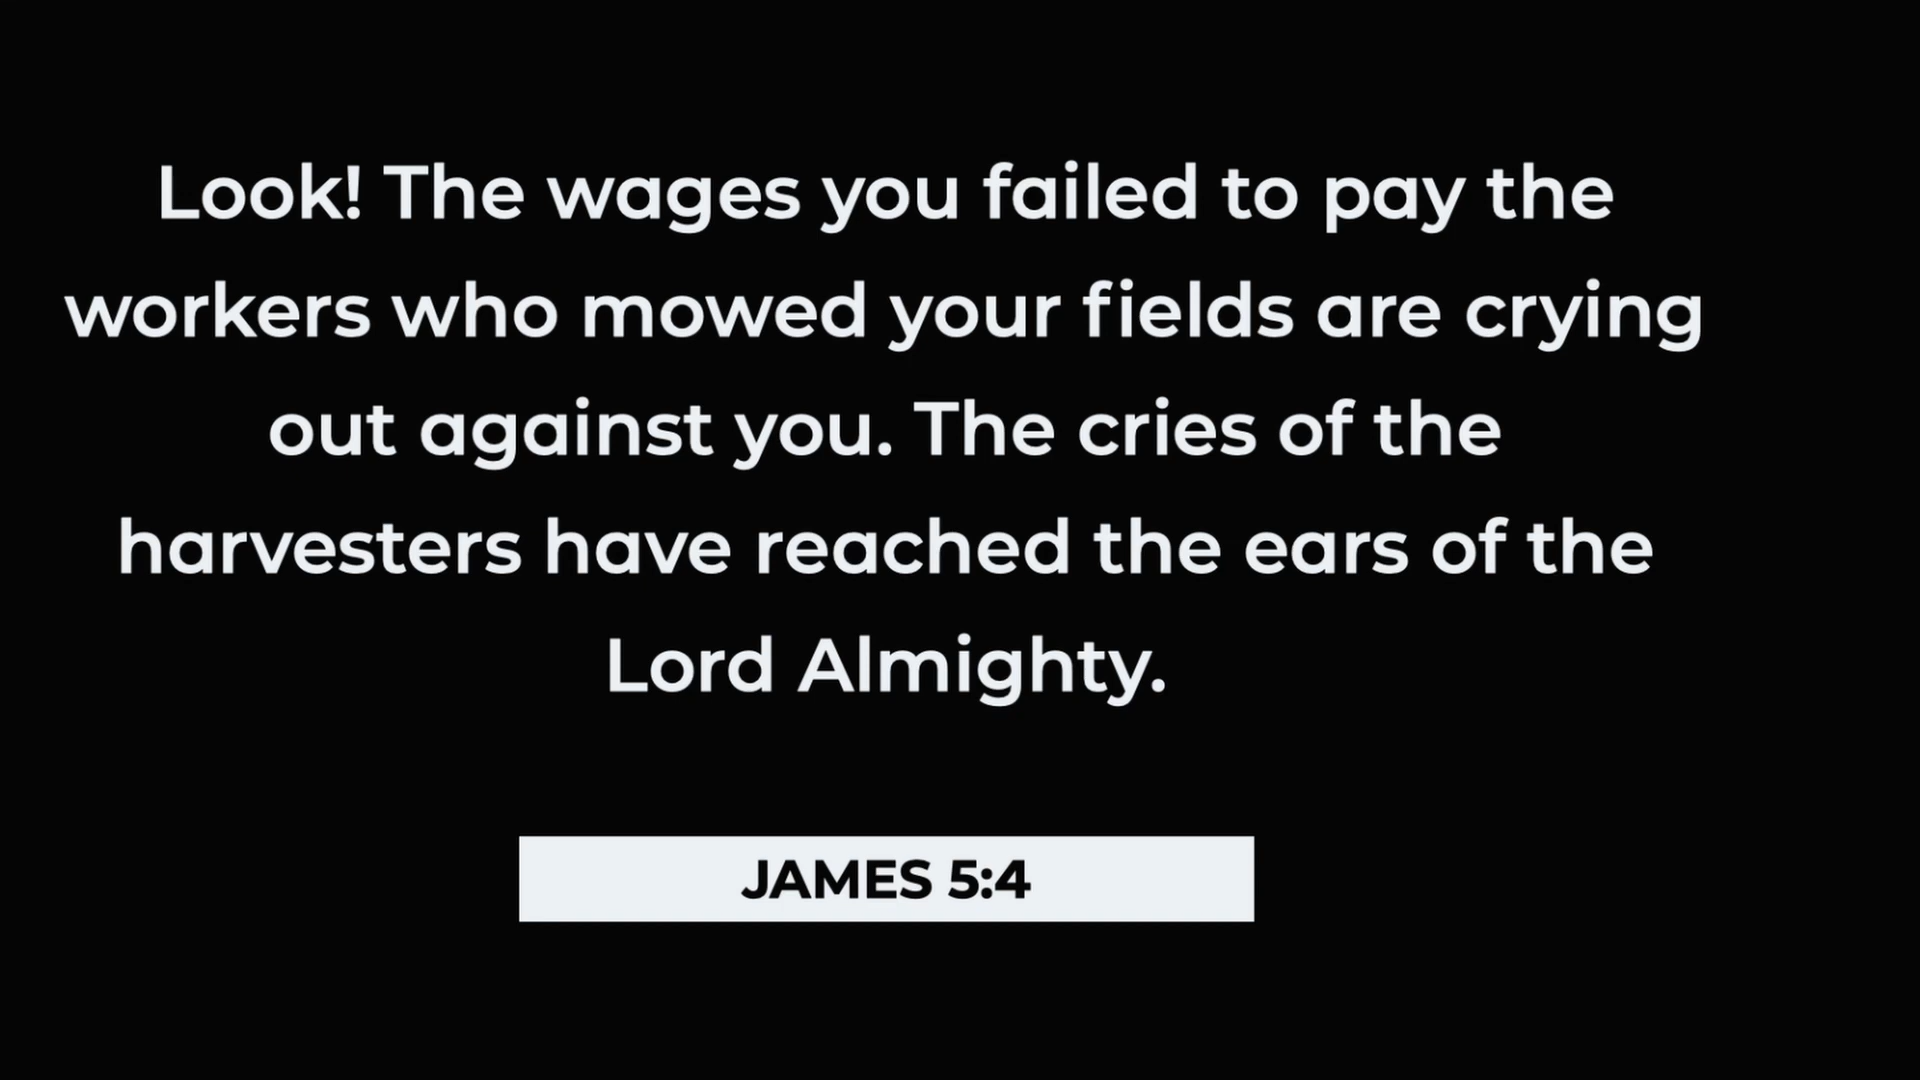 Look! The wages you failed to pay the
workers who mowed your fields are crying
out against you. The cries of the
harvesters have reached the ears of the
Lord Almighty.
JAMES 5:4